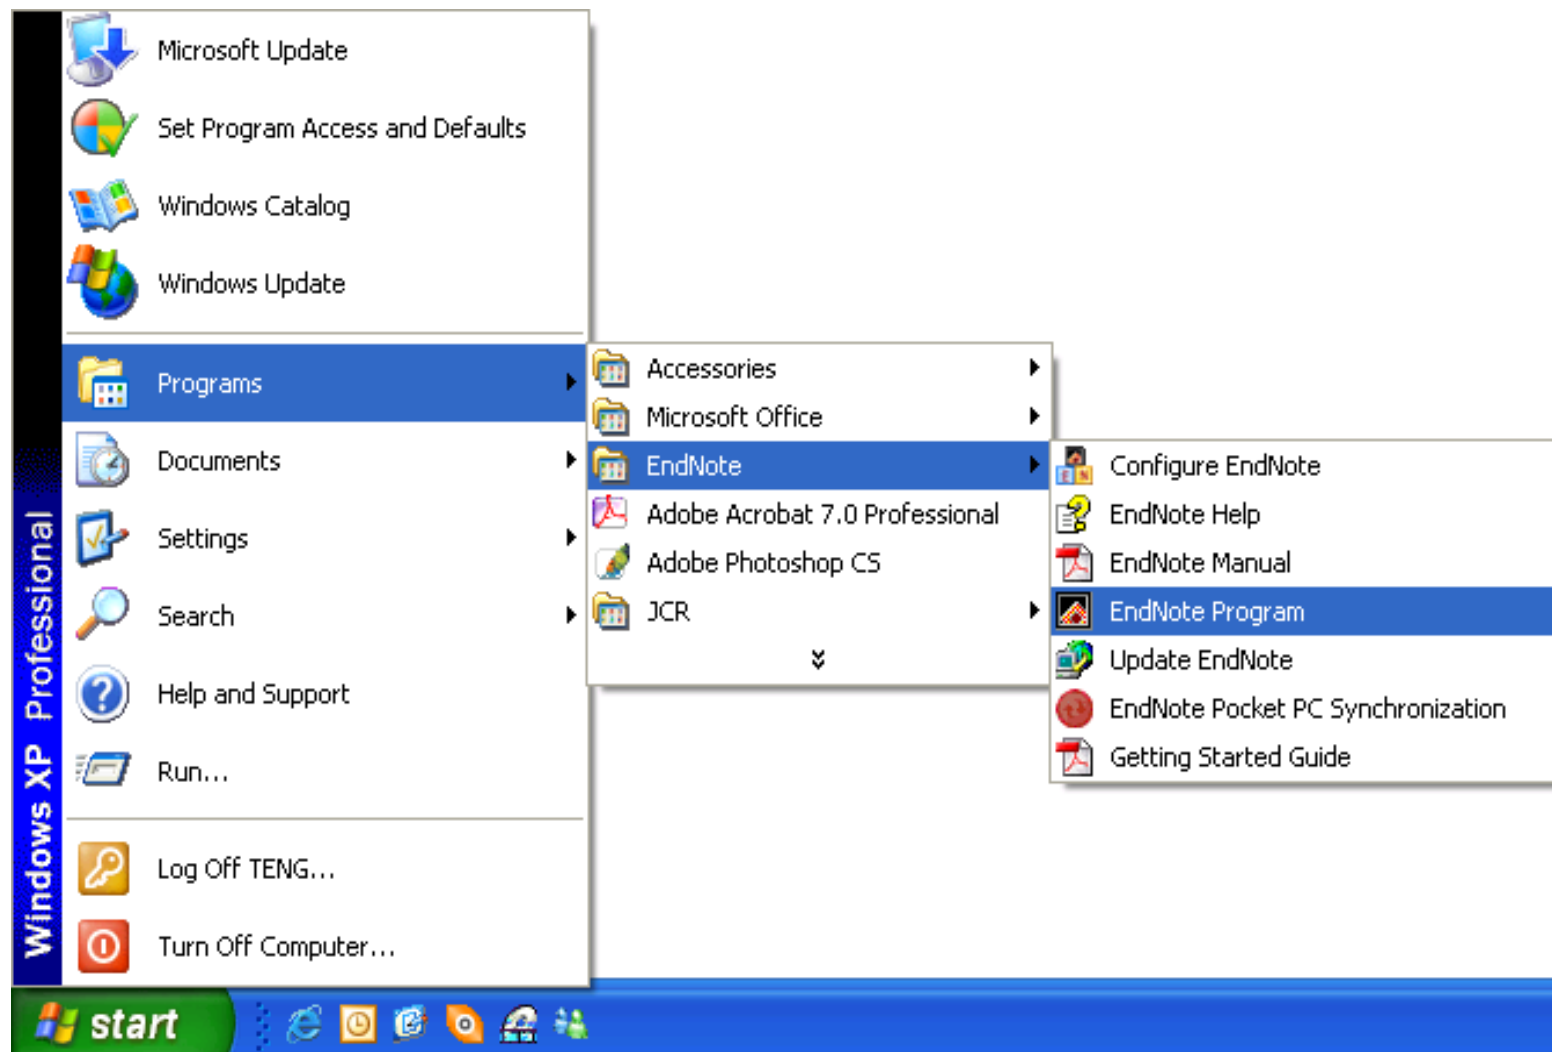 Microsoft Update
Set Program Access and Defaults
Windows Catalog
Windows Update
Programs
Documents
Settings
Search
Help and Support
Run...
Log Off TENG...
Turn Off Computer...
Windows XP Professional
Accessories
Microsoft Office
EndNote
Adobe Acrobat 7.0 Professional
Adobe Photoshop CS
JCR
Configure EndNote
EndNote Help
EndNote Manual
EndNote Program
Update EndNote
EndNote Pocket PC Synchronization
Getting Started Guide
start